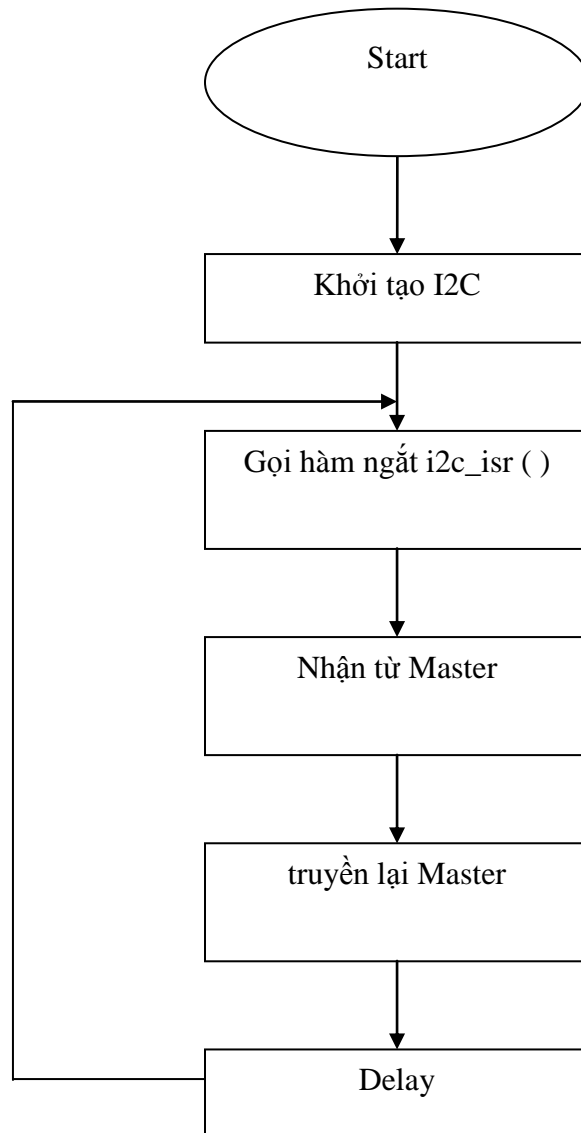 Start
Khởi tạo I2C
Gọi hàm ngắt i2c_isr ( )
Nhận từ Master
truyền lại Master
Delay